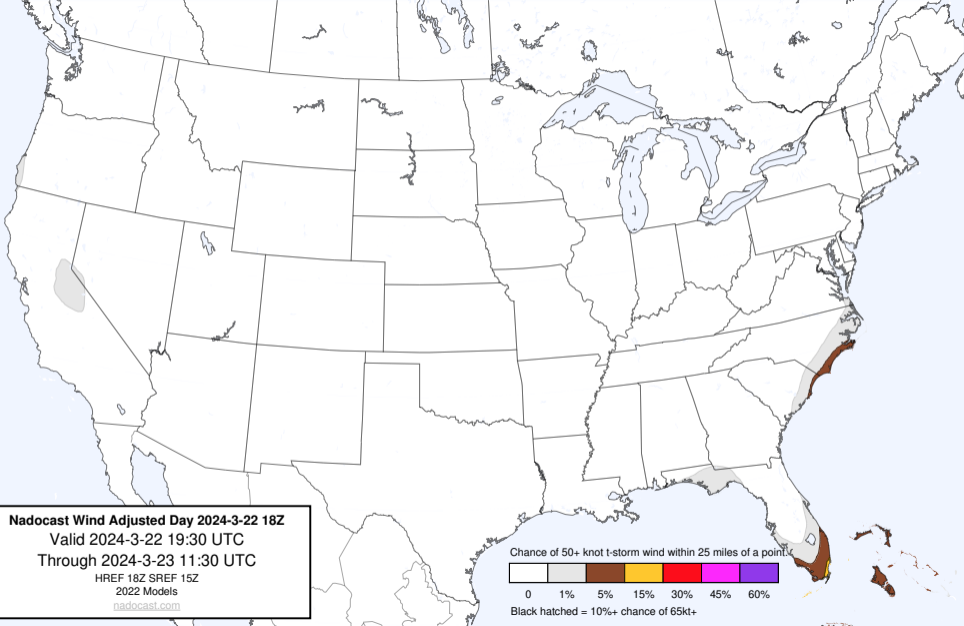 Nadocast Wind Adjusted Day 2024-3-22 18Z
Valid 2024-3-22 19:30 UTC
Through 2024-3-23 11:30 UTC
HREF 18Z SREF 15Z
2022 Models
nadocast.com
Chance of 50+ knot t-storm wind within 25 miles of a point.
0 1% 5% 15% 30% 45% 60%
Black hatched = 10%+ chance of 65kt+